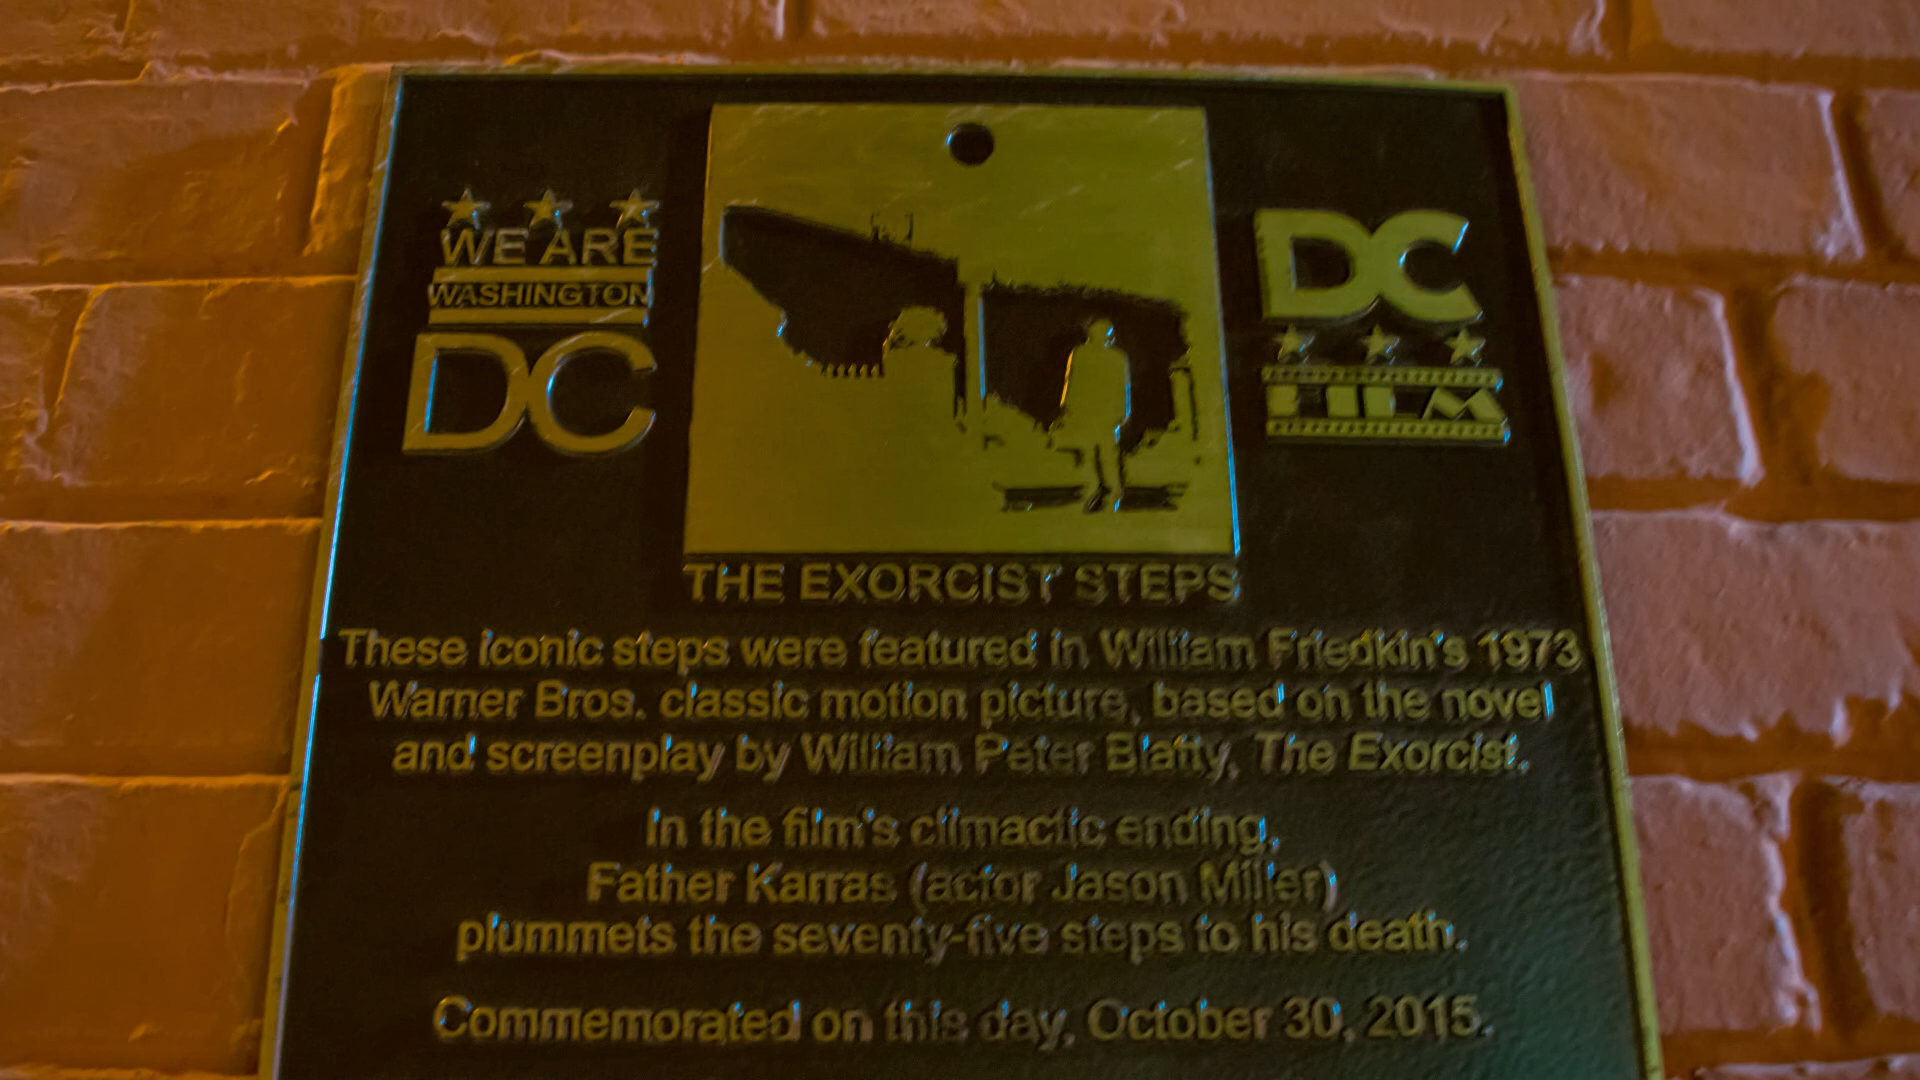 WE ARE
WASHINGTON
DC
DC
FILM
THE EXORCIST STEPS
These iconic steps were featured in William Friedkin's 1973
Warner Bros. classic motion picture, based on the novel
and screenplay by William Peter Blatty, The Exorcist.
In the film's climactic ending,
Father Karras (actor Jason Miller)
plummets the seventy-five steps to his death.
Commemorated on this day, October 30, 2015.